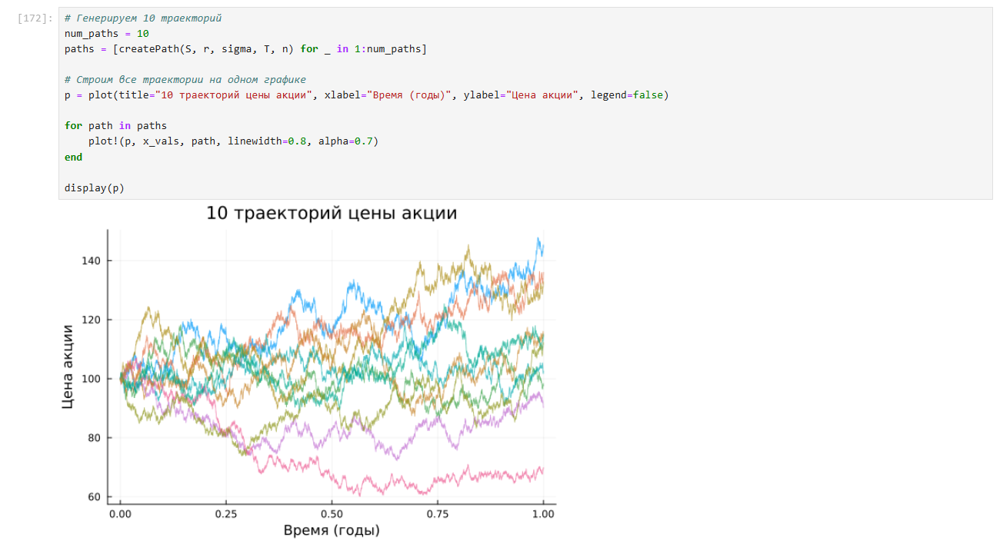 [172]:
# Генерируем 10 траекторий
num_paths = 10
paths = [createPath(S, r, sigma, T, n) for _ in 1:num_paths]
# Строим все траектории на одном графике
p = plot(title="10 траекторий цены акции", xlabel="Время (годы)", ylabel="Цена акции", legend=false)
for path in paths
    plot!(p, x_vals, path, linewidth=0.8, alpha=0.7)
end
display(p)
10 траекторий цены акции
Цена акции
140
120
100
80
60
0.00 0.25 0.50 0.75 1.00
Время (годы)